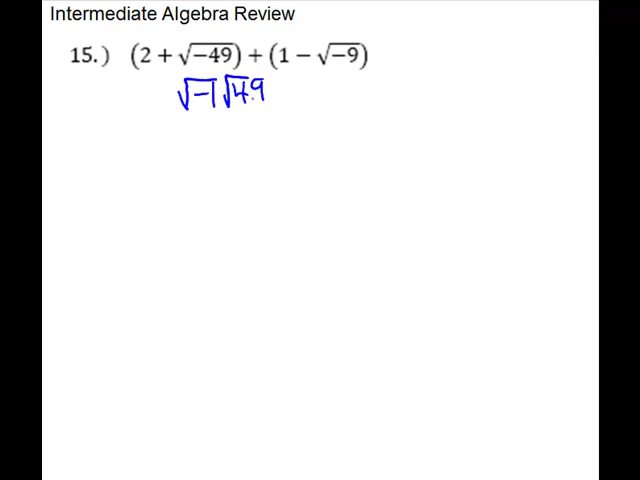 Intermediate Algebra Review
15.) (2 + √−49) + (1 − √−9)
√−1 √49